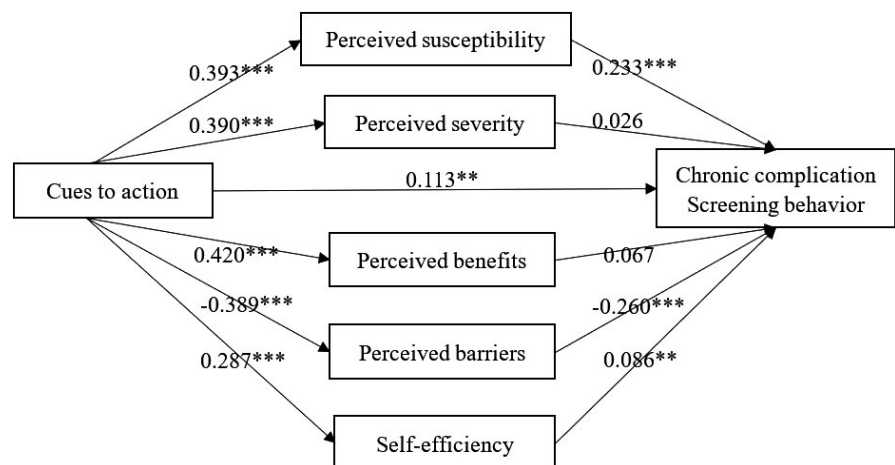 Perceived susceptibility
0.393***
0.233***
0.390***
Perceived severity
0.026
Cues to action
0.113**
Chronic complication
Screening behavior
0.420***
Perceived benefits
0.067
-0.389***
-0.260***
Perceived barriers
0.287***
0.086**
Self-efficiency